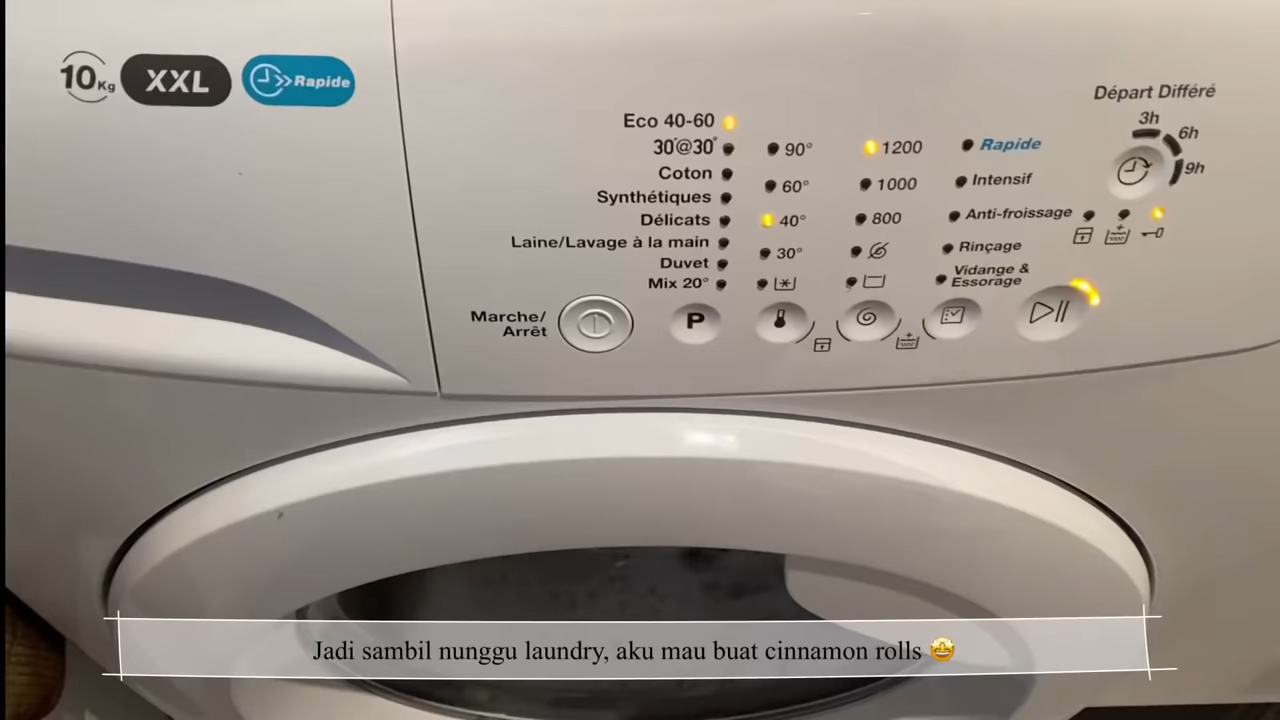 10Kg XXL Rapide
Départ Différé
3h
6h
9h
Eco 40-60
30'@30°
Coton
Synthétiques
Délicats
Laine/Lavage à la main
Duvet
Mix 20°
90°
60°
40°
30°
1200
1000
800
Rapide
Intensif
Anti-froissage
Rinçage
Vidange &
Essorage
Marche/
Arrêt
P
Jadi sambil nunggu laundry, aku mau buat cinnamon rolls 🤩